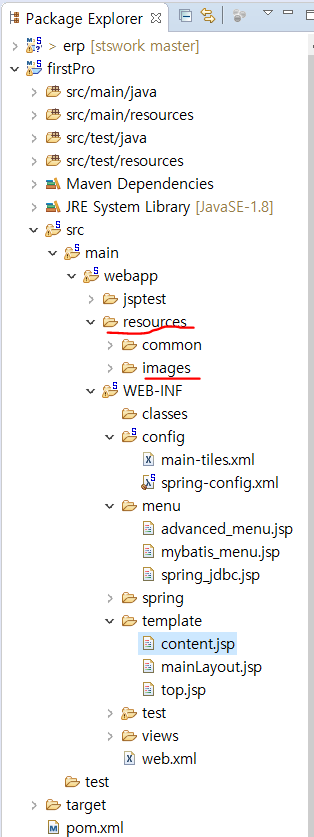 Package Explorer
> erp [stswork master]
firstPro
src/main/java
src/main/resources
src/test/java
src/test/resources
Maven Dependencies
JRE System Library [JavaSE-1.8]
src
main
webapp
jsptest
resources
common
images
WEB-INF
classes
config
main-tiles.xml
spring-config.xml
menu
advanced_menu.jsp
mybatis_menu.jsp
spring_jdbc.jsp
spring
template
content.jsp
mainLayout.jsp
top.jsp
test
views
web.xml
test
target
pom.xml